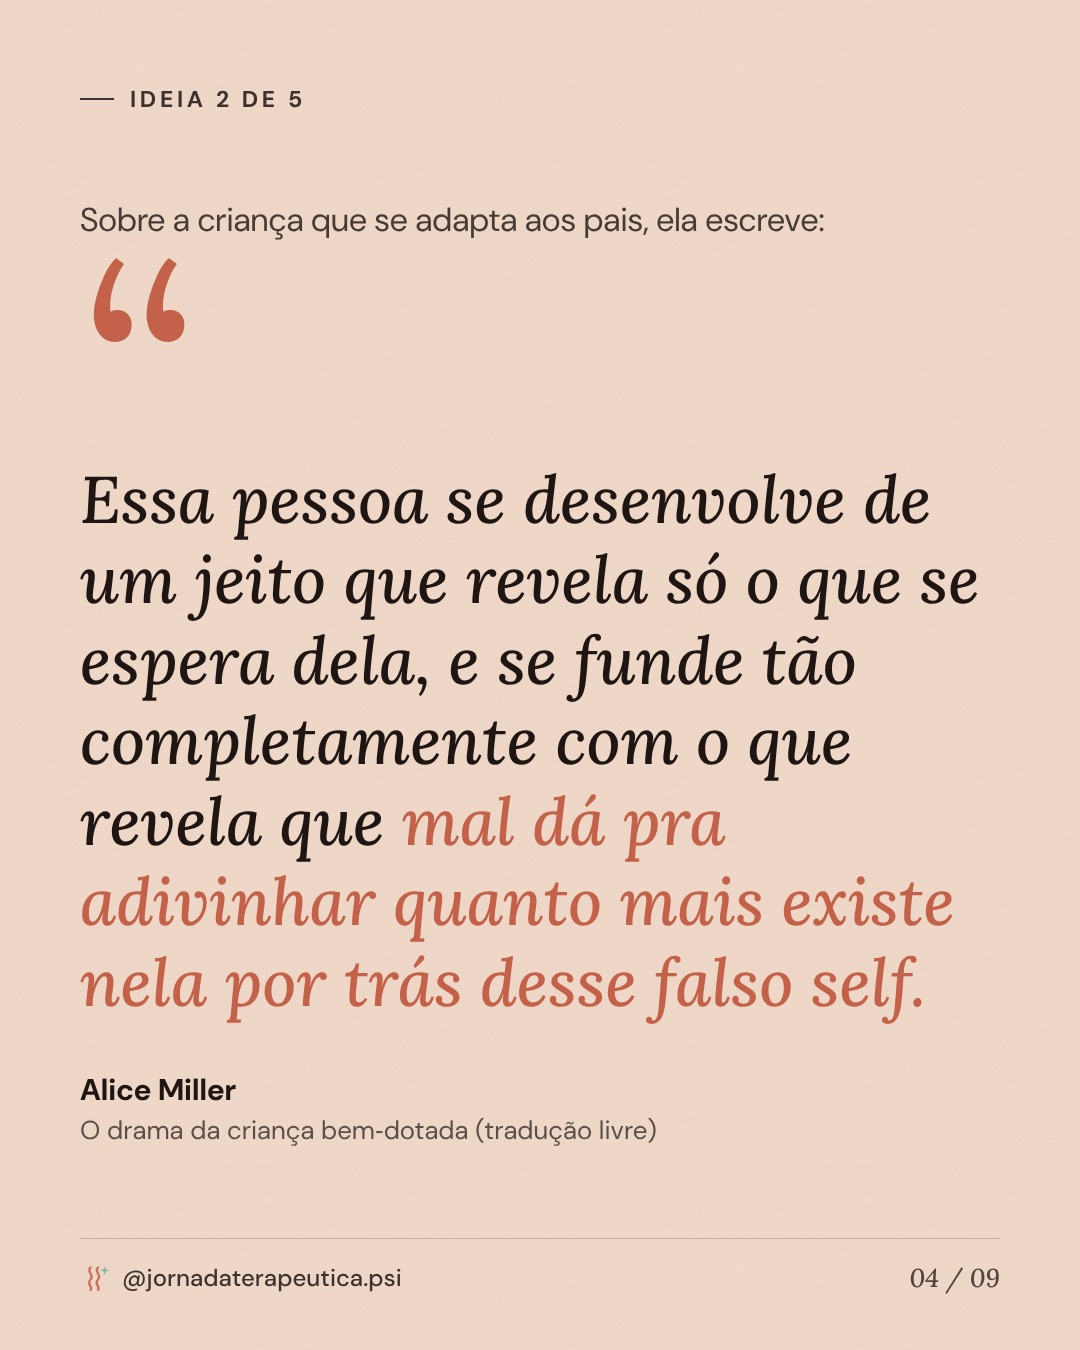 — IDEIA 2 DE 5
Sobre a criança que se adapta aos pais, ela escreve:
“
Essa pessoa se desenvolve de
um jeito que revela só o que se
espera dela, e se funde tão
completamente com o que
revela que mal dá pra
adivinhar quanto mais existe
nela por trás desse falso self.
Alice Miller
O drama da criança bem-dotada (tradução livre)
@jornadaterapeutica.psi
04 / 09